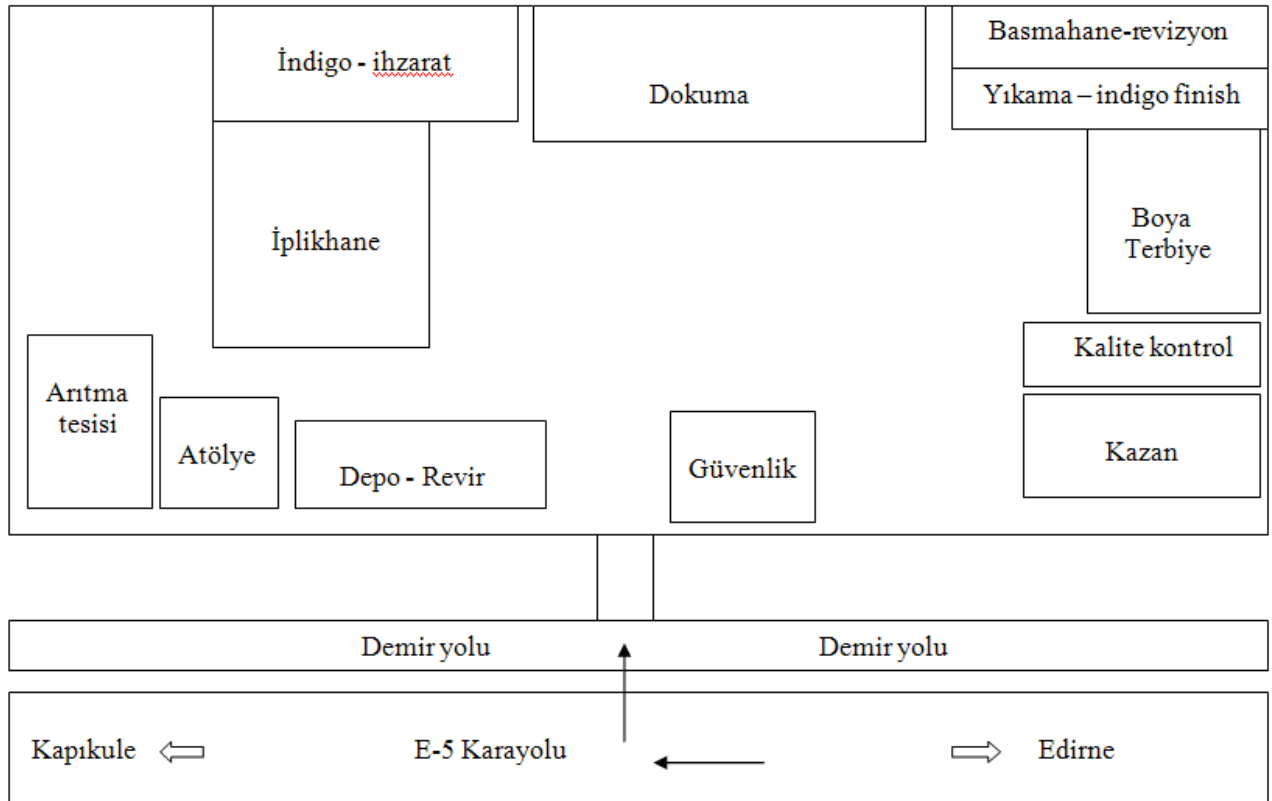 İndigo - ihzarat
Dokuma
Basmahane-revizyon
Yıkama – indigo finish
İplikhane
Boya
Terbiye
Kalite kontrol
Arıtma
tesisi
Atölye
Depo - Revir
Güvenlik
Kazan
Demir yolu
Demir yolu
Kapıkule
E-5 Karayolu
Edirne